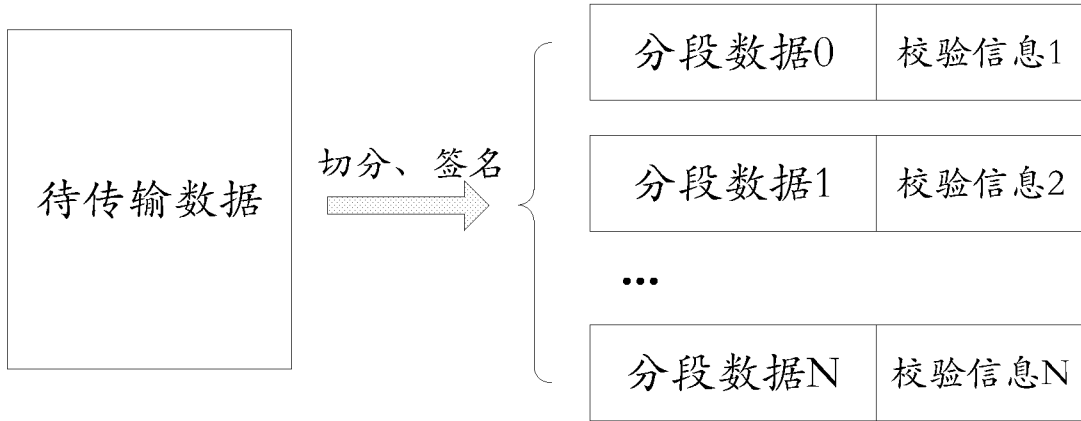 待传输数据
切分、签名
分段数据0 校验信息1
分段数据1 校验信息2
...
分段数据N 校验信息N